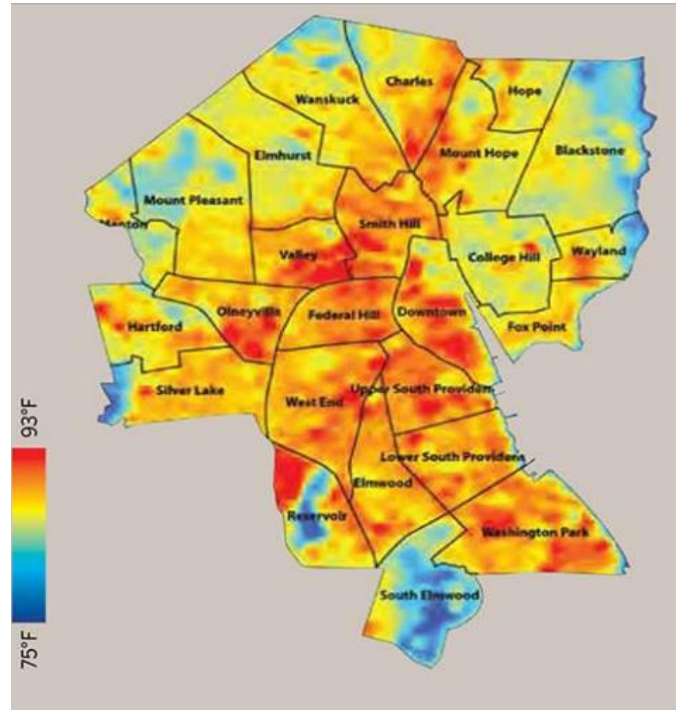 Charles
Hope
Wanskuck
Blackstone
Mount Hope
Elmhurst
Mount Pleasant
Manton
Smith Hill
Valley
College Hill
Wayland
Olneyville
Federal Hill
Downtown
Hartford
Fox Point
Silver Lake
Upper South Providen
West End
Lower South Providens
Elmwood
Reservoir
Washington Park
South Elmwood
93°F
75°F